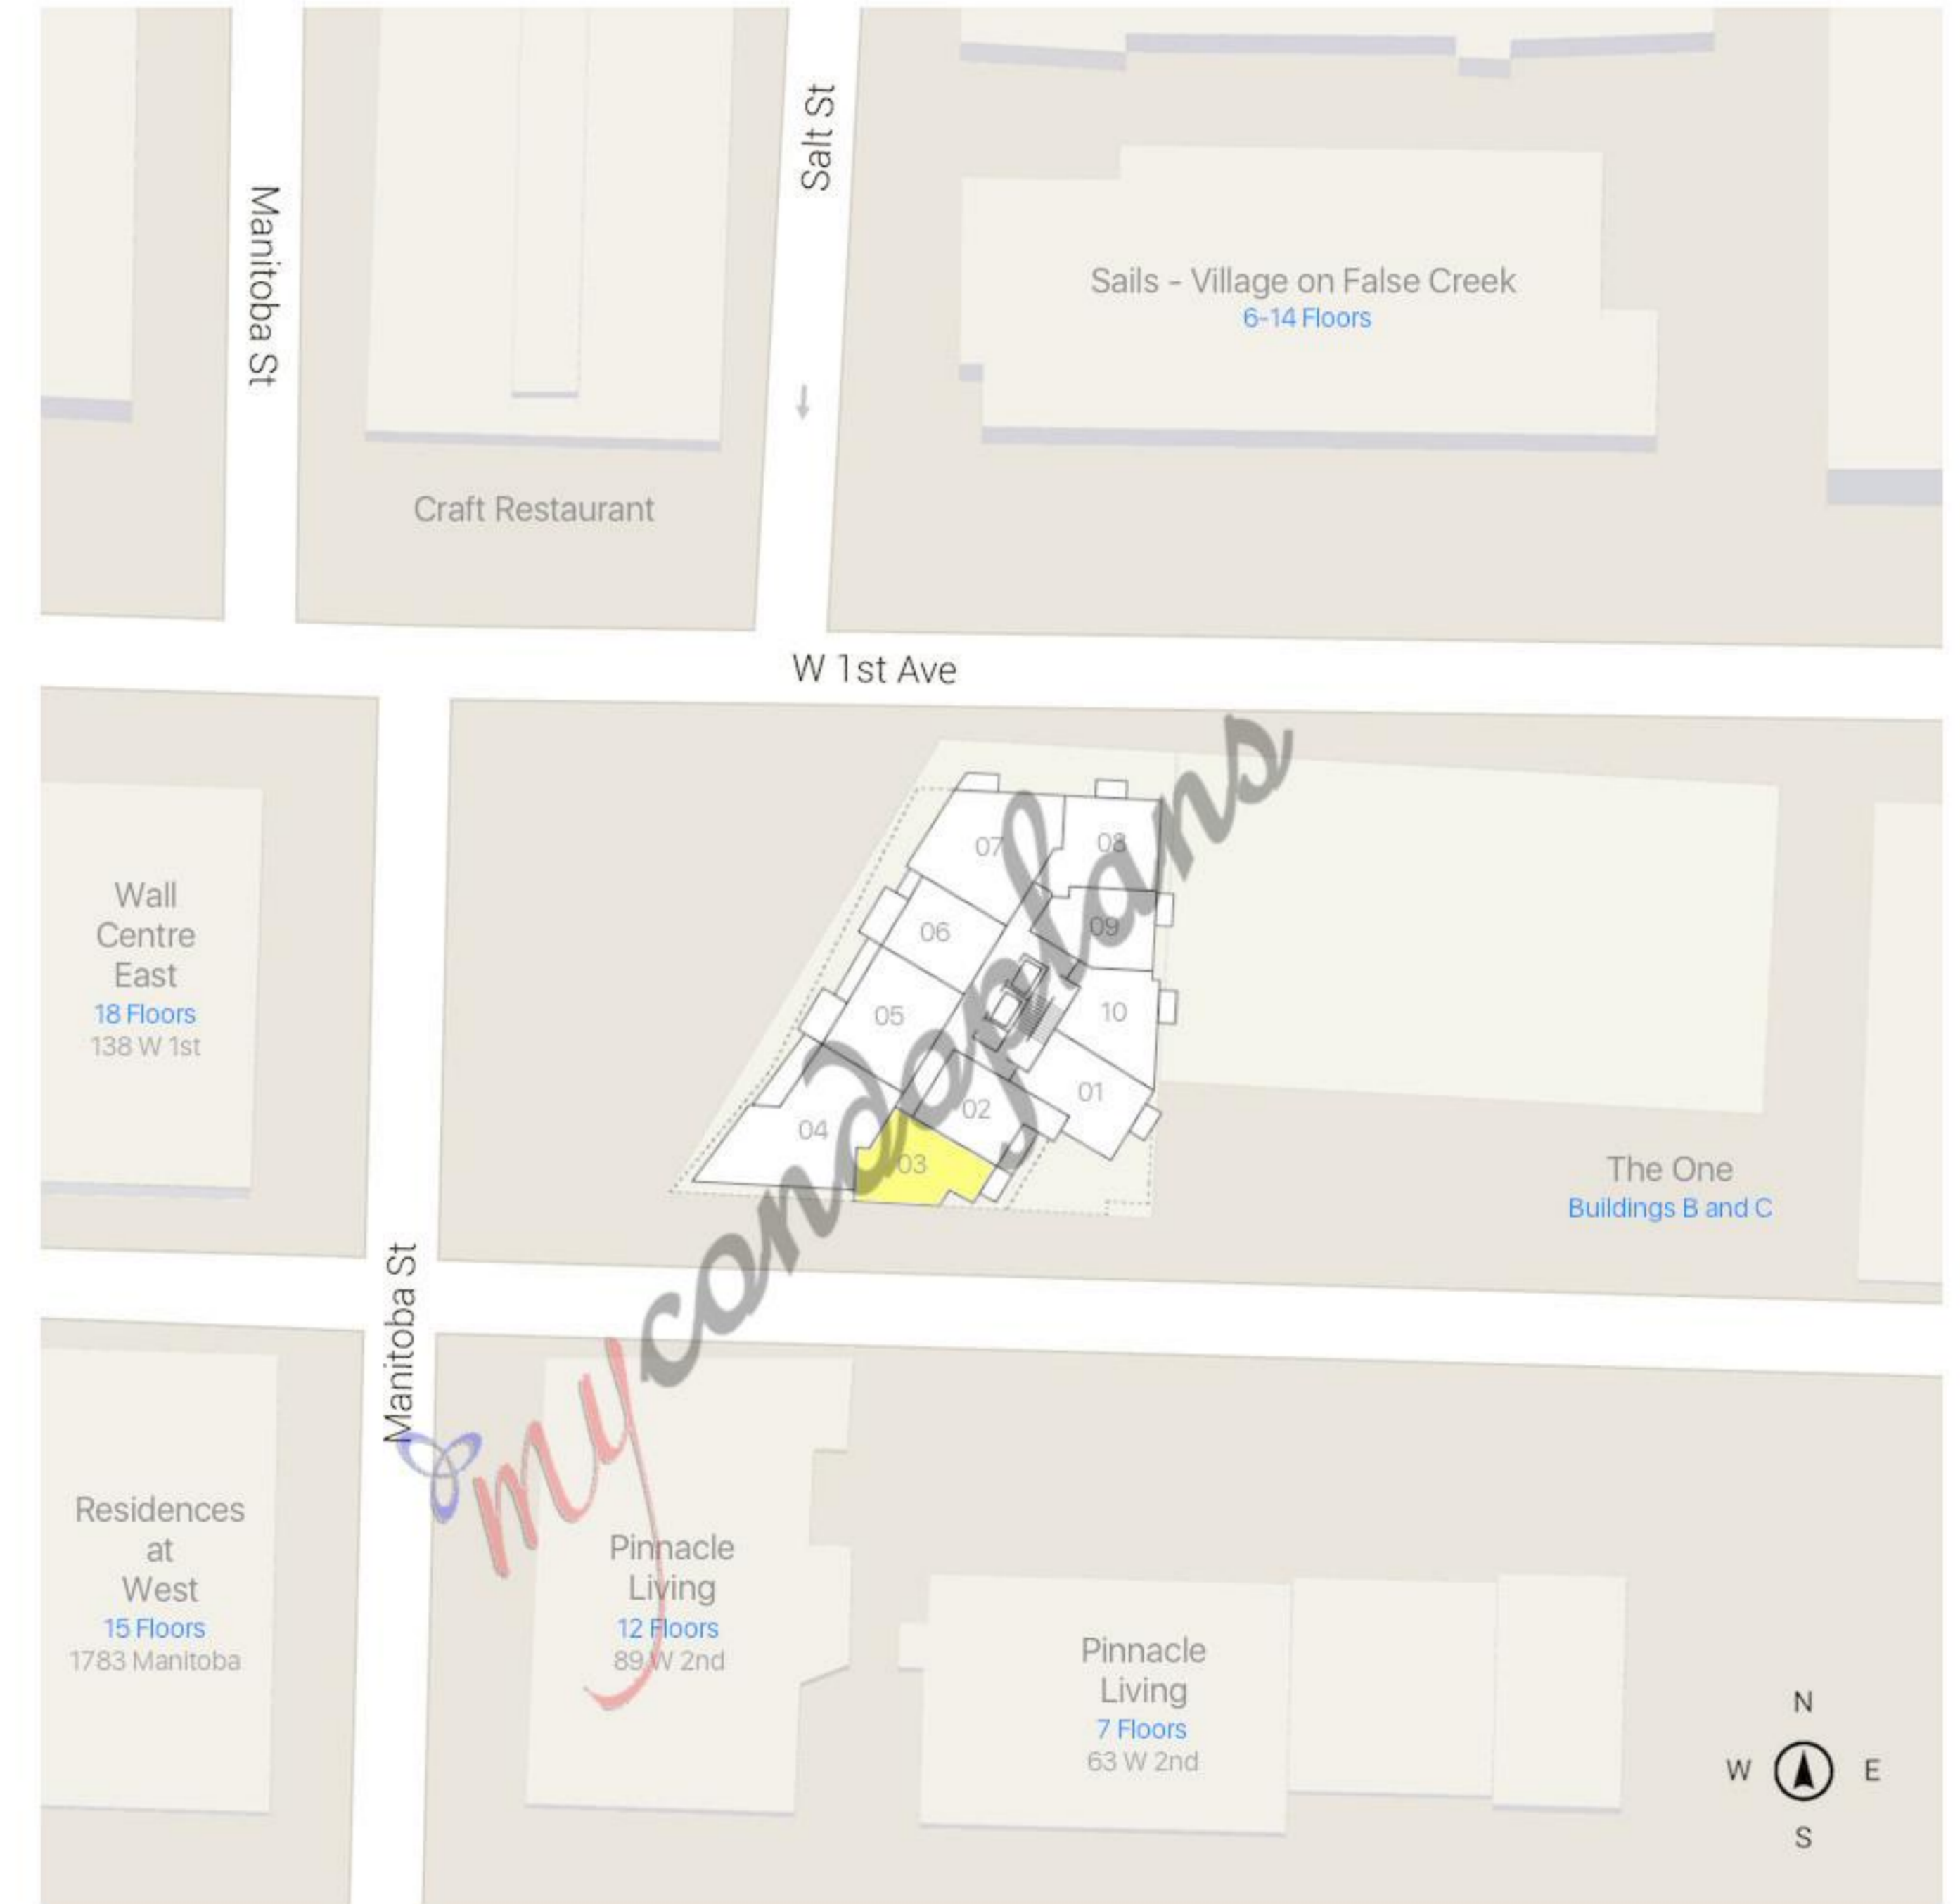 Salt St
Manitoba St
Sails - Village on False Creek
6-14 Floors
Craft Restaurant
W 1st Ave
07
08
06
09
05
10
04
03
02
01
Wall
Centre
East
18 Floors
138 W 1st
The One
Buildings B and C
Manitoba St
mycondoplans
Residences
at
West
15 Floors
1783 Manitoba
Pinnacle
Living
12 Floors
89 W 2nd
Pinnacle
Living
7 Floors
63 W 2nd
N
W E
S